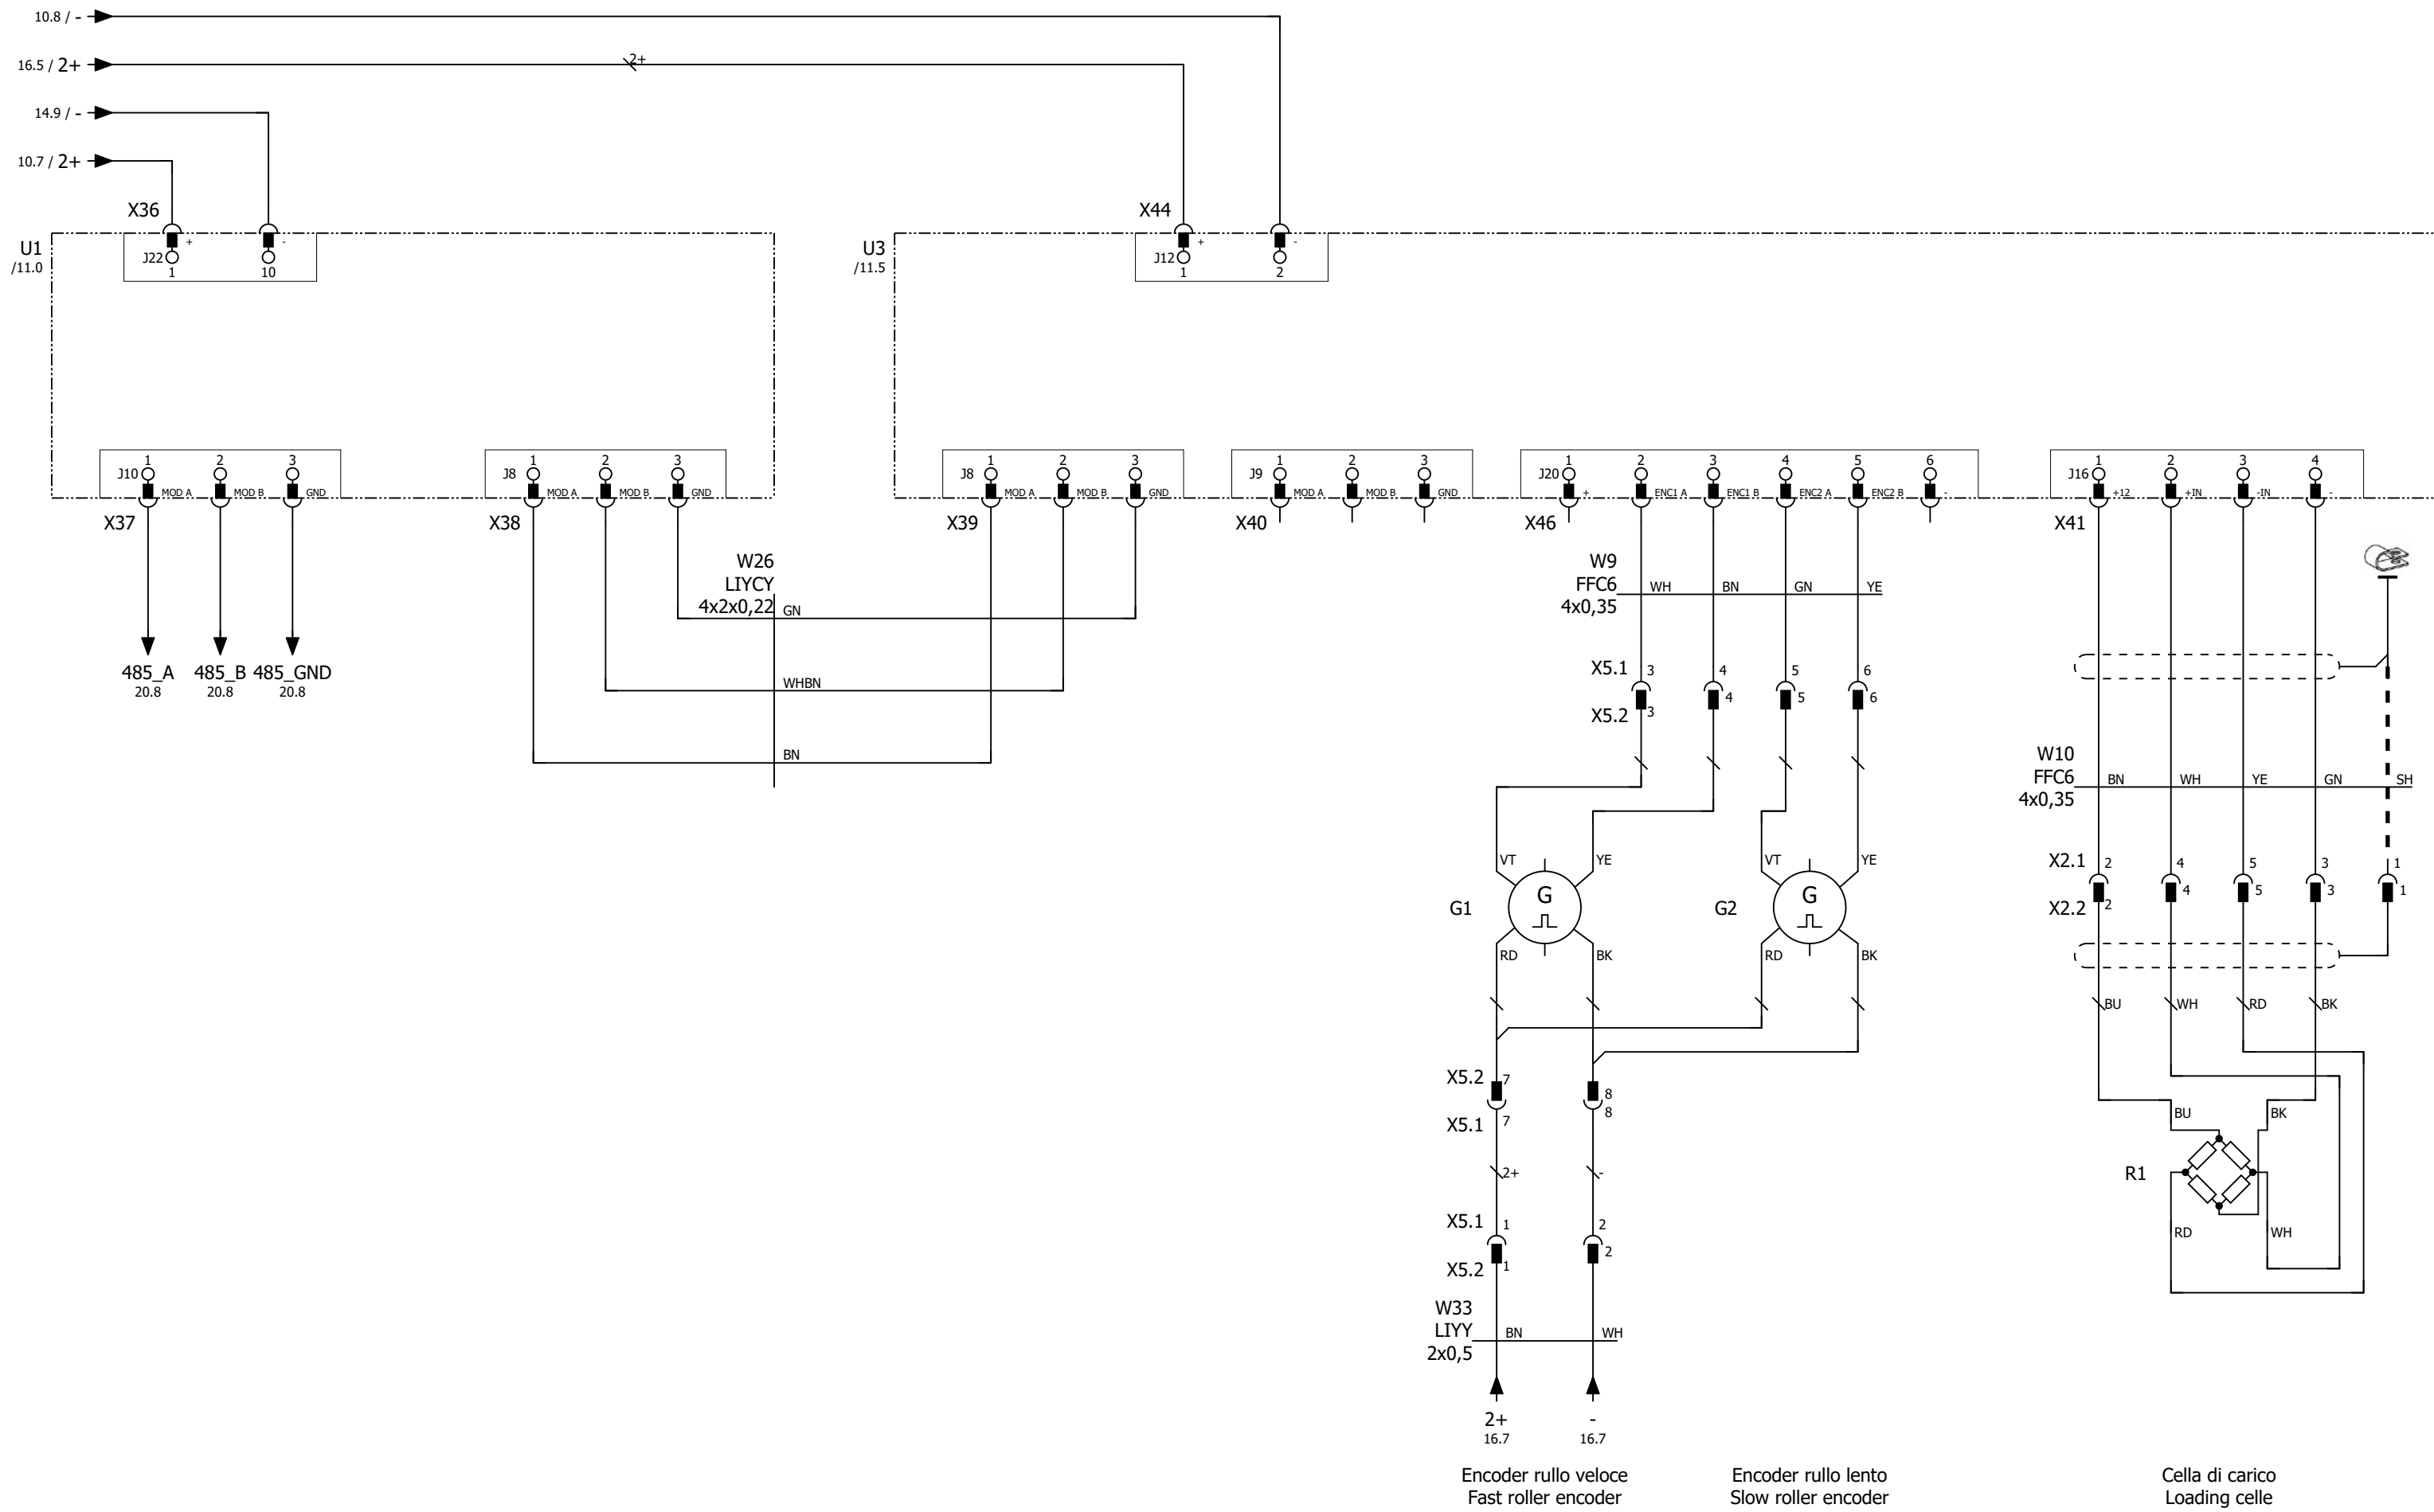 10.8 / -
16.5 / 2+
2+
14.9 / -
10.7 / 2+
X36
X44
U1
/11.0
+
-
J22
1
10
U3
/11.5
+
-
J12
1
2
J10
1
2
3
MOD A
MOD B
GND
X37
J8
1
2
3
MOD A
MOD B
GND
X38
J8
1
2
3
MOD A
MOD B
GND
X39
J9
1
2
3
MOD A
MOD B
GND
X40
J20
1
2
3
4
5
6
+
ENC1 A
ENC1 B
ENC2 A
ENC2 B
-
X46
J16
1
2
3
4
+12
+IN
-IN
-
X41
W26
LIYCY
4x2x0,22
GN
WHBN
BN
W9
FFC6
4x0,35
WH
BN
GN
YE
485_A
485_B
485_GND
20.8
20.8
20.8
X5.1
3
4
5
6
X5.2
3
4
5
6
W10
FFC6
4x0,35
BN
WH
YE
GN
SH
VT
YE
VT
YE
X2.1
2
4
5
3
1
X2.2
2
4
5
3
1
G1
G
G2
G
RD
BK
RD
BK
BU
WH
RD
BK
X5.2
7
8
X5.1
7
8
BU
BK
2+
-
R1
X5.1
1
2
X5.2
1
2
RD
WH
W33
LIYY
2x0,5
BN
WH
2+
-
16.7
16.7
Encoder rullo veloce
Fast roller encoder
Encoder rullo lento
Slow roller encoder
Cella di carico
Loading celle